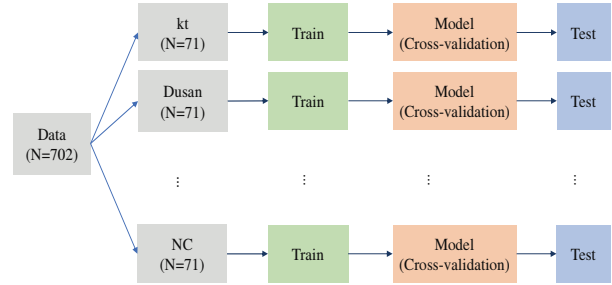 kt
(N=71)
Train
Model
(Cross-validation)
Test
Dusan
(N=71)
Train
Model
(Cross-validation)
Test
Data
(N=702)
...
...
...
...
NC
(N=71)
Train
Model
(Cross-validation)
Test